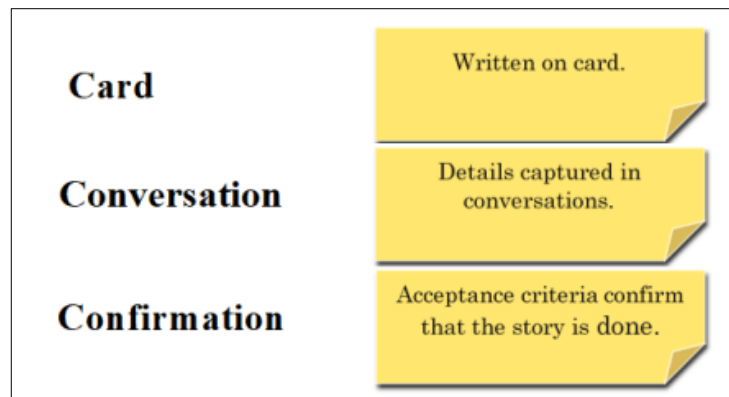 Card
Written on card.
Conversation
Details captured in
conversations.
Confirmation
Acceptance criteria confirm
that the story is done.